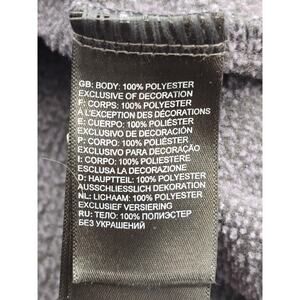 GB: BODY: 100% POLYESTER
EXCLUSIVE OF DECORATION
F: CORPS: 100% POLYESTER
À L'EXCEPTION DES DÉCORATIONS
E: CUERPO: 100% POLIÉSTER
EXCLUSIVO DE DECORACIÓN
P: CORPO: 100% POLIÉSTER
EXCLUSIVO PARA DECORAÇÃO
I: CORPO: 100% POLIESTERE
ESCLUSA LA DECORAZIONE
D: HAUPTTEIL: 100% POLYESTER
AUSSCHLIESSLICH DEKORATION
NL: LICHAAM: 100% POLYESTER
EXCLUSIEF VERSIERING
RU: ТЕЛО: 100% ПОЛИЭСТЕР
БЕЗ УКРАШЕНИЙ